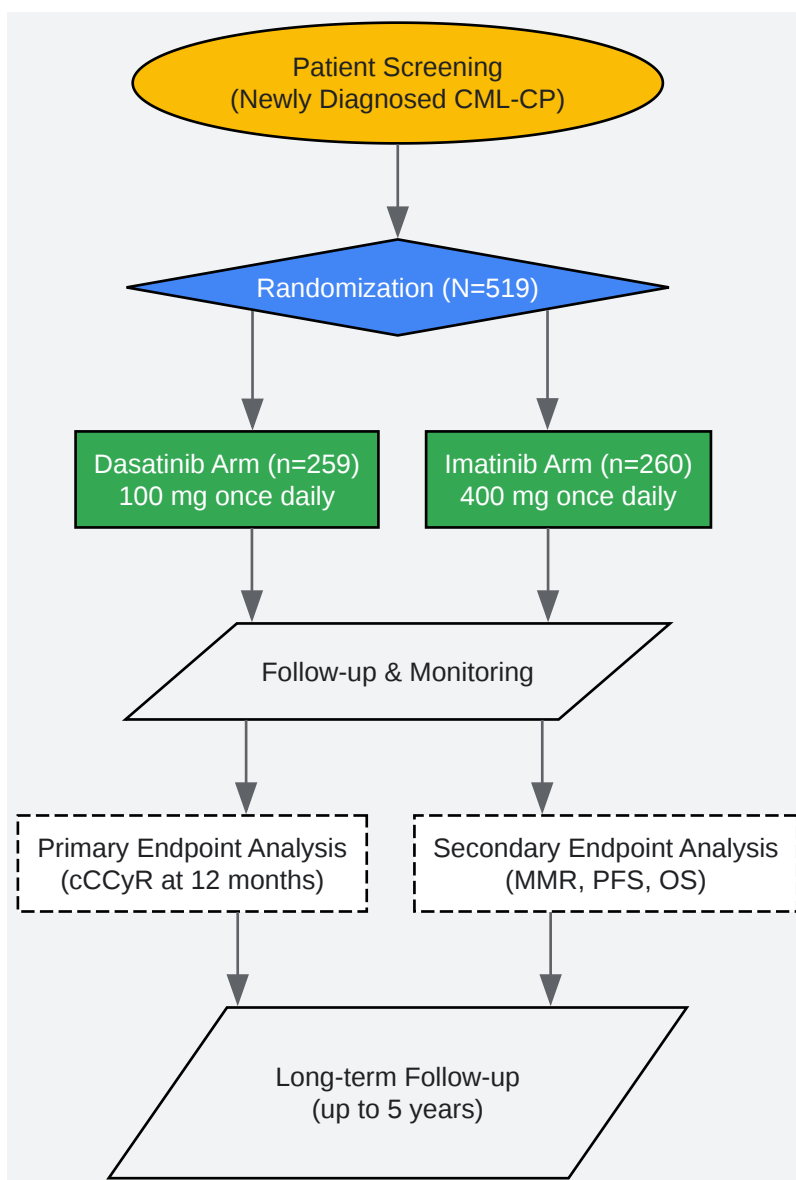 Patient Screening
(Newly Diagnosed CML-CP)
Randomization (N=519)
Dasatinib Arm (n=259)
100 mg once daily
Imatinib Arm (n=260)
400 mg once daily
Follow-up & Monitoring
Primary Endpoint Analysis
(cCCyR at 12 months)
Secondary Endpoint Analysis
(MMR, PFS, OS)
Long-term Follow-up
(up to 5 years)